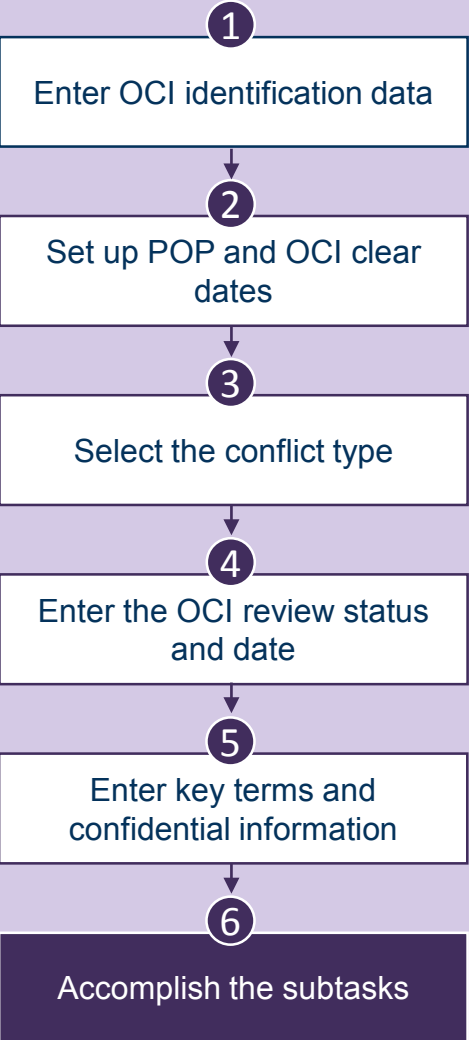 1
Enter OCI identification data
2
Set up POP and OCI clear
dates
3
Select the conflict type
4
Enter the OCI review status
and date
5
Enter key terms and
confidential information
6
Accomplish the subtasks